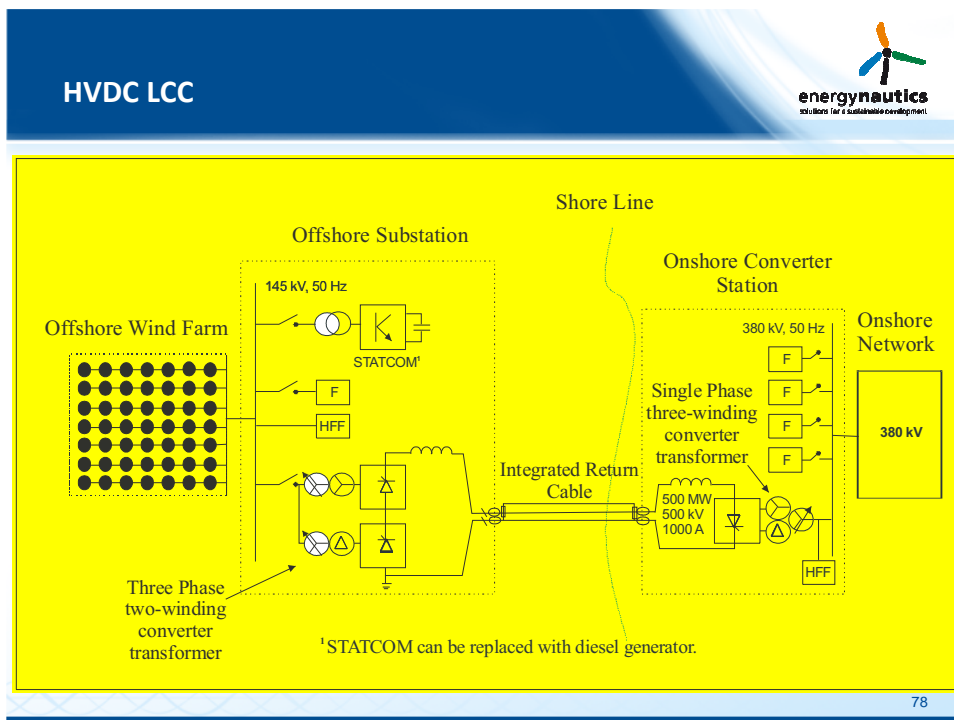 HVDC LCC
energynautics
solutions for a sustainable development
Shore Line
Offshore Substation
Onshore Converter
Station
145 kV, 50 Hz
Offshore Wind Farm
STATCOM¹
F
HFF
380 kV, 50 Hz
Onshore
Network
F
F
F
F
Single Phase
three-winding
converter
transformer
380 kV
Integrated Return
Cable
500 MW
500 kV
1000 A
HFF
Three Phase
two-winding
converter
transformer
¹STATCOM can be replaced with diesel generator.
78